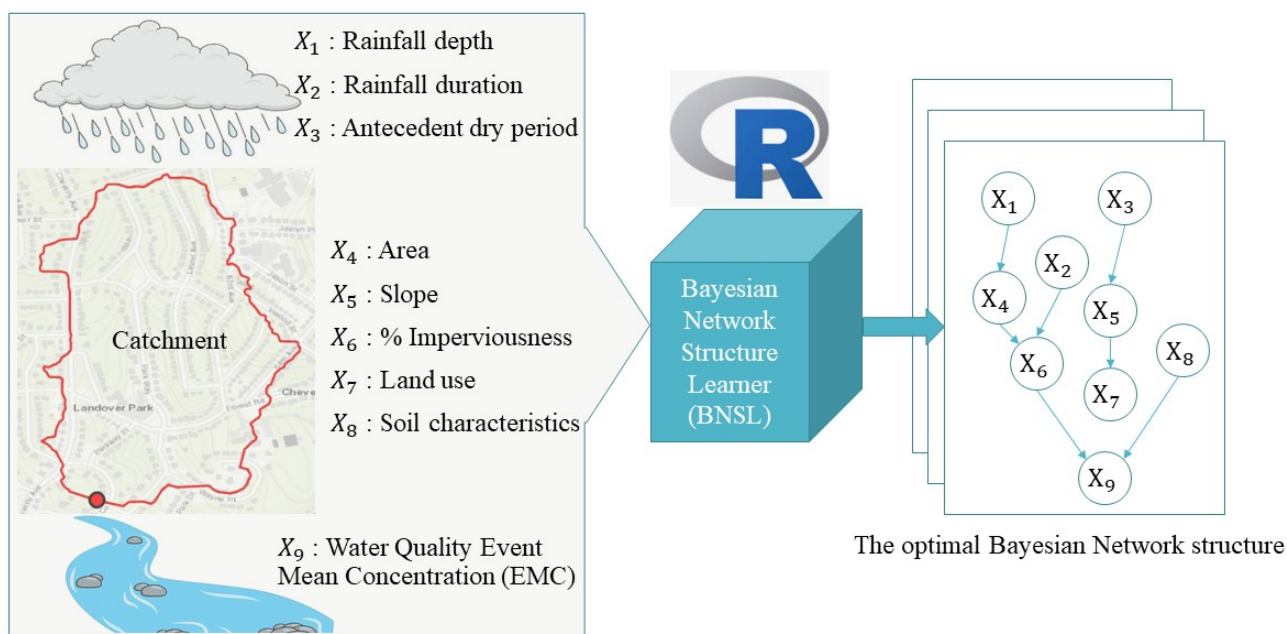 X₁ : Rainfall depth
X₂ : Rainfall duration
X₃ : Antecedent dry period
Catchment
Landover Park
X₄ : Area
X₅ : Slope
X₆ : % Imperviousness
X₇ : Land use
X₈ : Soil characteristics
X₉ : Water Quality Event
Mean Concentration (EMC)
R
Bayesian
Network
Structure
Learner
(BNSL)
X₁
X₃
X₂
X₄
X₅
X₆
X₈
X₇
X₉
The optimal Bayesian Network structure